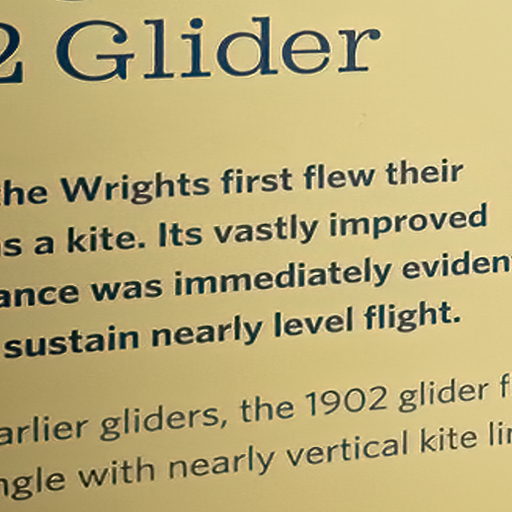 2 Glider
the Wrights first flew their
s a kite. Its vastly improved
ance was immediately eviden
sustain nearly level flight.
arlier gliders, the 1902 glider f
ngle with nearly vertical kite lin